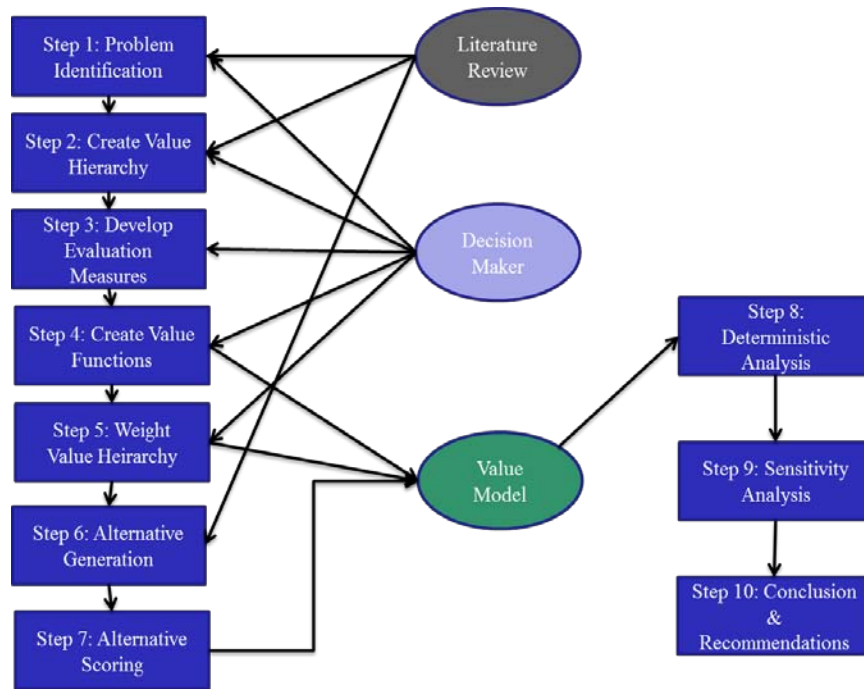 Step 1: Problem
Identification
Step 2: Create Value
Hierarchy
Step 3: Develop
Evaluation
Measures
Step 4: Create Value
Functions
Step 5: Weight
Value Heirarchy
Step 6: Alternative
Generation
Step 7: Alternative
Scoring
Literature
Review
Decision
Maker
Value
Model
Step 8:
Deterministic
Analysis
Step 9: Sensitivity
Analysis
Step 10: Conclusion
&
Recommendations